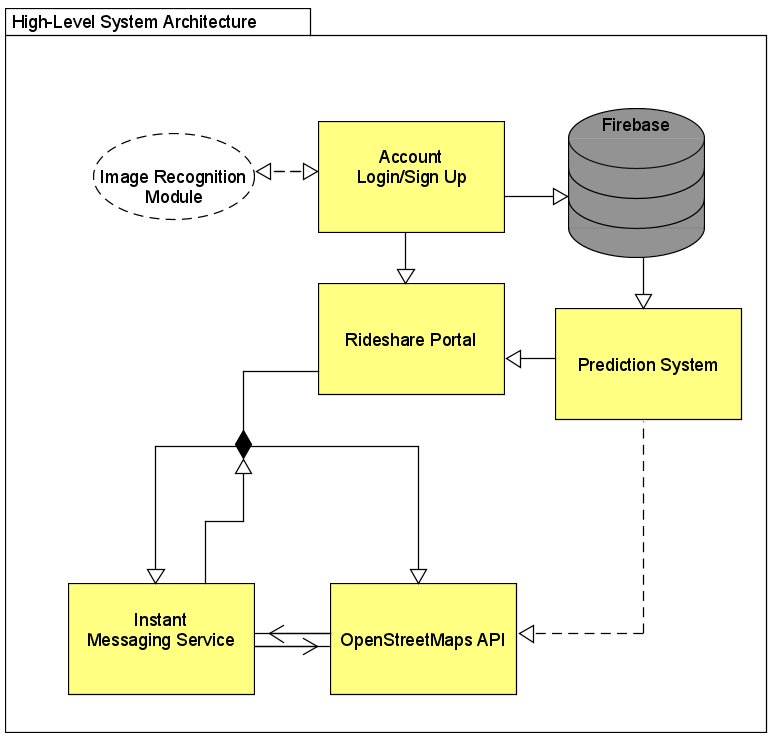 High-Level System Architecture
Firebase
Account
Login/Sign Up
Image Recognition
Module
Rideshare Portal
Prediction System
Instant
Messaging Service
OpenStreetMaps API